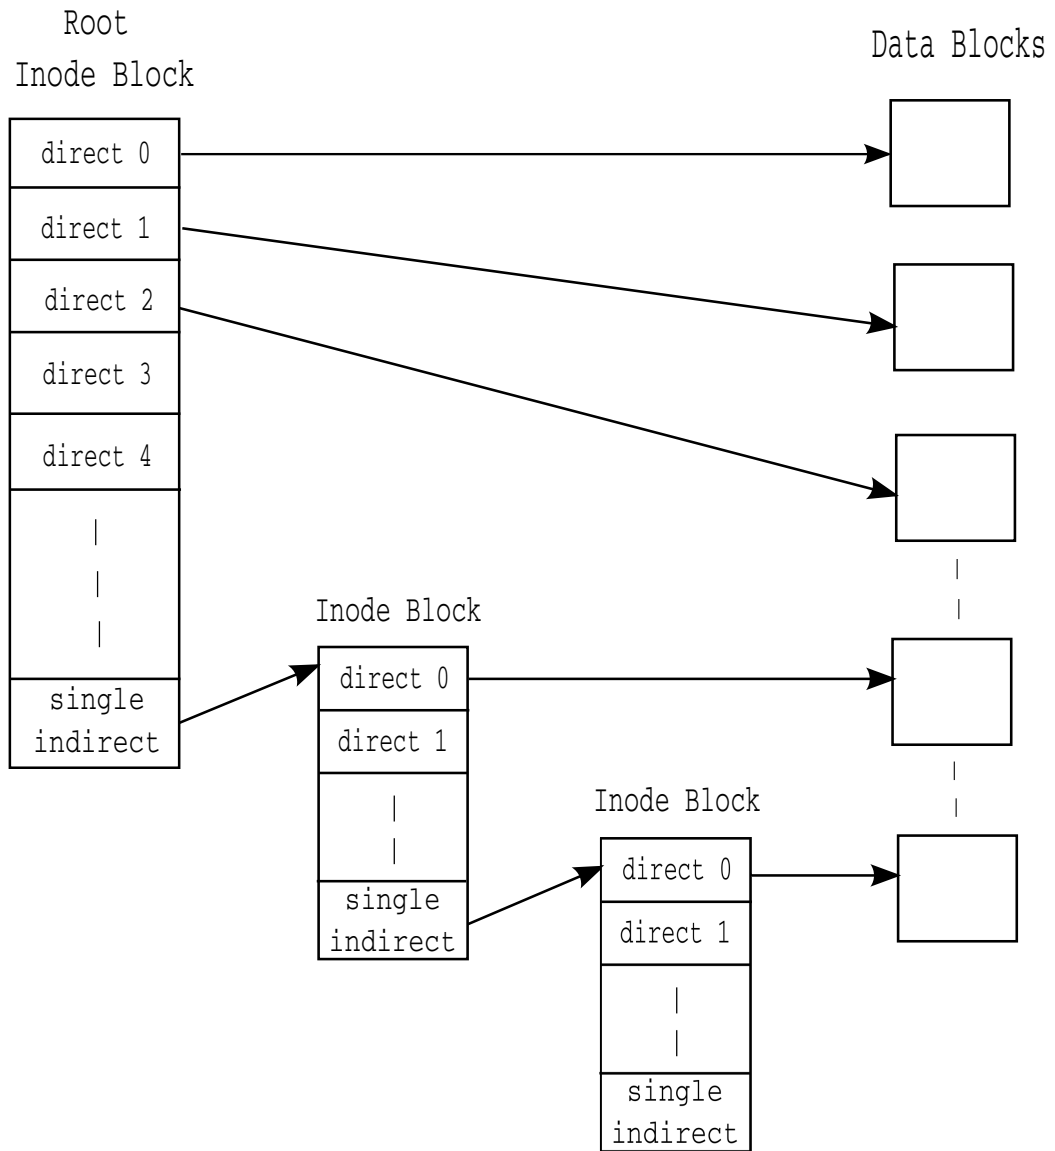 Root
Inode Block
Data Blocks
direct 0
direct 1
direct 2
direct 3
direct 4
single
indirect
Inode Block
direct 0
direct 1
single
indirect
Inode Block
direct 0
direct 1
single
indirect